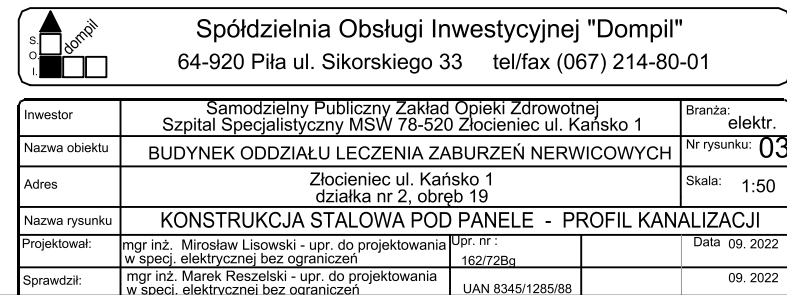 S.
O.
I.
dompil
Spółdzielnia Obsługi Inwestycyjnej "Dompil"
64-920 Piła ul. Sikorskiego 33 tel/fax (067) 214-80-01
Inwestor
Samodzielny Publiczny Zakład Opieki Zdrowotnej
Szpital Specjalistyczny MSW 78-520 Złocieniec ul. Kańsko 1
Branża:
elektr.
Nazwa obiektu
BUDYNEK ODDZIAŁU LECZENIA ZABURZEŃ NERWICOWYCH
Nr rysunku: 03
Adres
Złocieniec ul. Kańsko 1
działka nr 2, obręb 19
Skala: 1:50
Nazwa rysunku
KONSTRUKCJA STALOWA POD PANELE - PROFIL KANALIZACJI
Projektował:
mgr inż. Mirosław Lisowski - upr. do projektowania
w specj. elektrycznej bez ograniczeń
Upr. nr :
162/72Bg
Data 09. 2022
Sprawdził:
mgr inż. Marek Reszelski - upr. do projektowania
w specj. elektrycznej bez ograniczeń
UAN 8345/1285/88
09. 2022